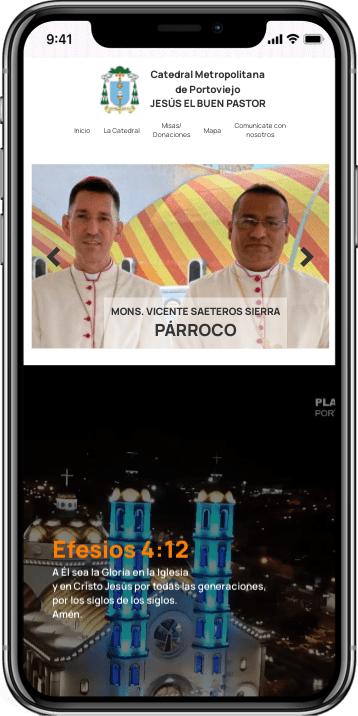 9:41
Catedral Metropolitana
de Portoviejo
JESÚS EL BUEN PASTOR
Inicio
La Catedral
Misas/
Donaciones
Mapa
Comunícate con
nosotros
MONS. VICENTE SAETEROS SIERRA
PÁRROCO
PLA
POR
Efesios 4:12
A Él sea la Gloria en la Iglesia
y en Cristo Jesús por todas las generaciones,
por los siglos de los siglos.
Amén.